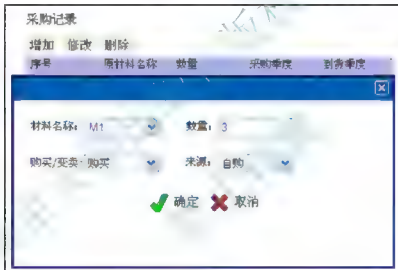 采购记录
增加 修改 删除
序号 原材料名称 数量 采购季度 到货季度
材料名称： M1 数量： 3
购买/变卖： 购买 来源： 自购
确定 取消